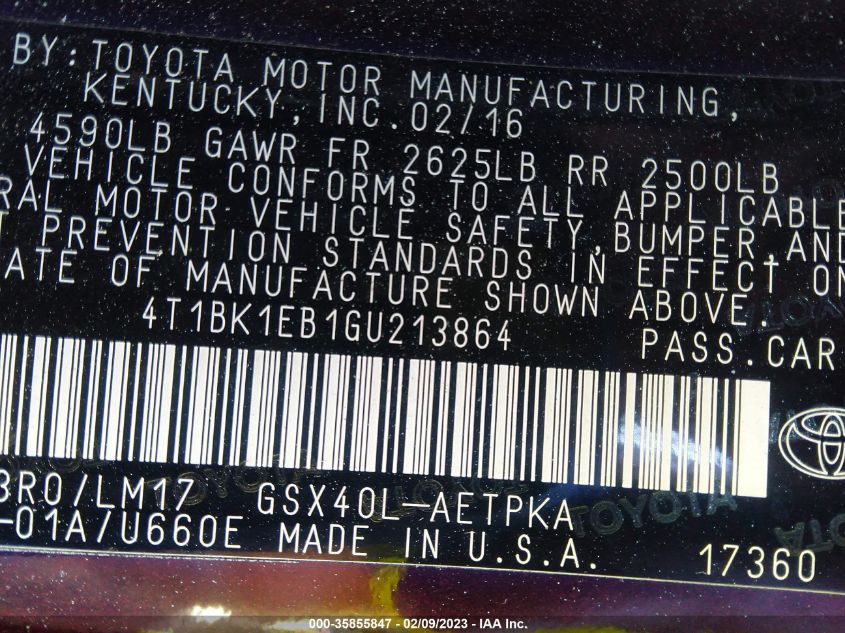 BY:TOYOTA MOTOR MANUFACTURING,
KENTUCKY,INC.02/16
4590LB GAWR FR 2625LB RR 2500LB
VEHICLE CONFORMS TO ALL APPLICABLE
RAL MOTOR VEHICLE SAFETY,BUMPER,AND
T PREVENTION STANDARDS IN EFFECT ON
ATE OF MANUFACTURE SHOWN ABOVE.
4T1BK1EB1GU213864 PASS.CAR
3R0/LM17 GSX40L-AETPKA
-01A/U660E MADE IN U.S.A. 17360
TOYOTA
000-35855847 - 02/09/2023 - IAA Inc.